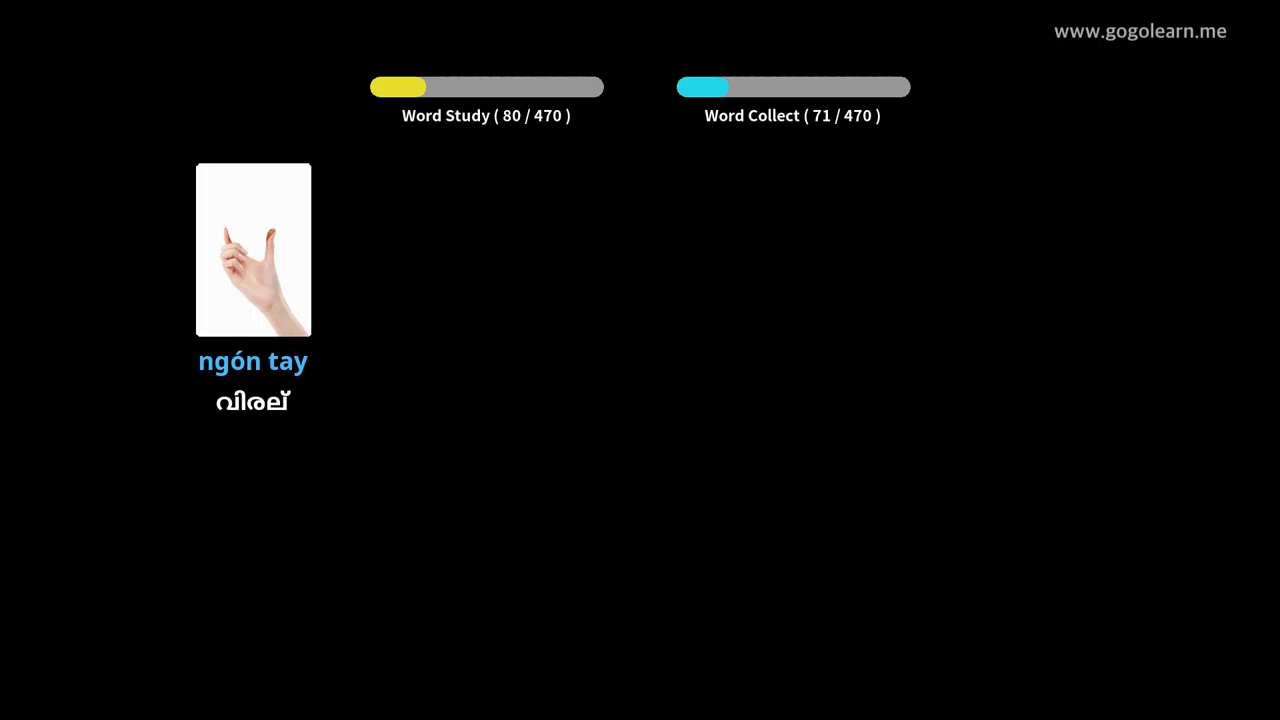 www.gogolearn.me
Word Study ( 80 / 470 )
Word Collect ( 71 / 470 )
ngón tay
വിരല്